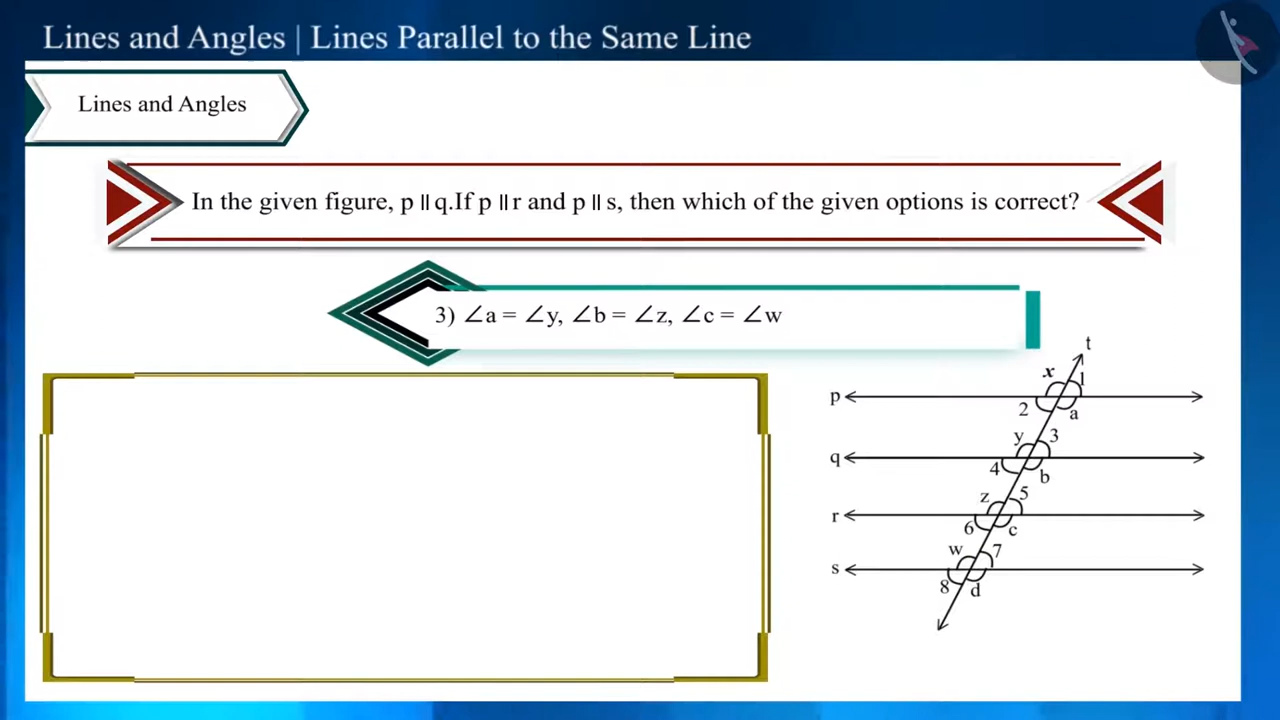 Lines and Angles | Lines Parallel to the Same Line
Lines and Angles
In the given figure, p || q.If p || r and p || s, then which of the given options is correct?
3) ∠a = ∠y, ∠b = ∠z, ∠c = ∠w
t
x 1
p
2 a
y 3
q
4 b
z 5
r
6 c
w 7
s
8 d